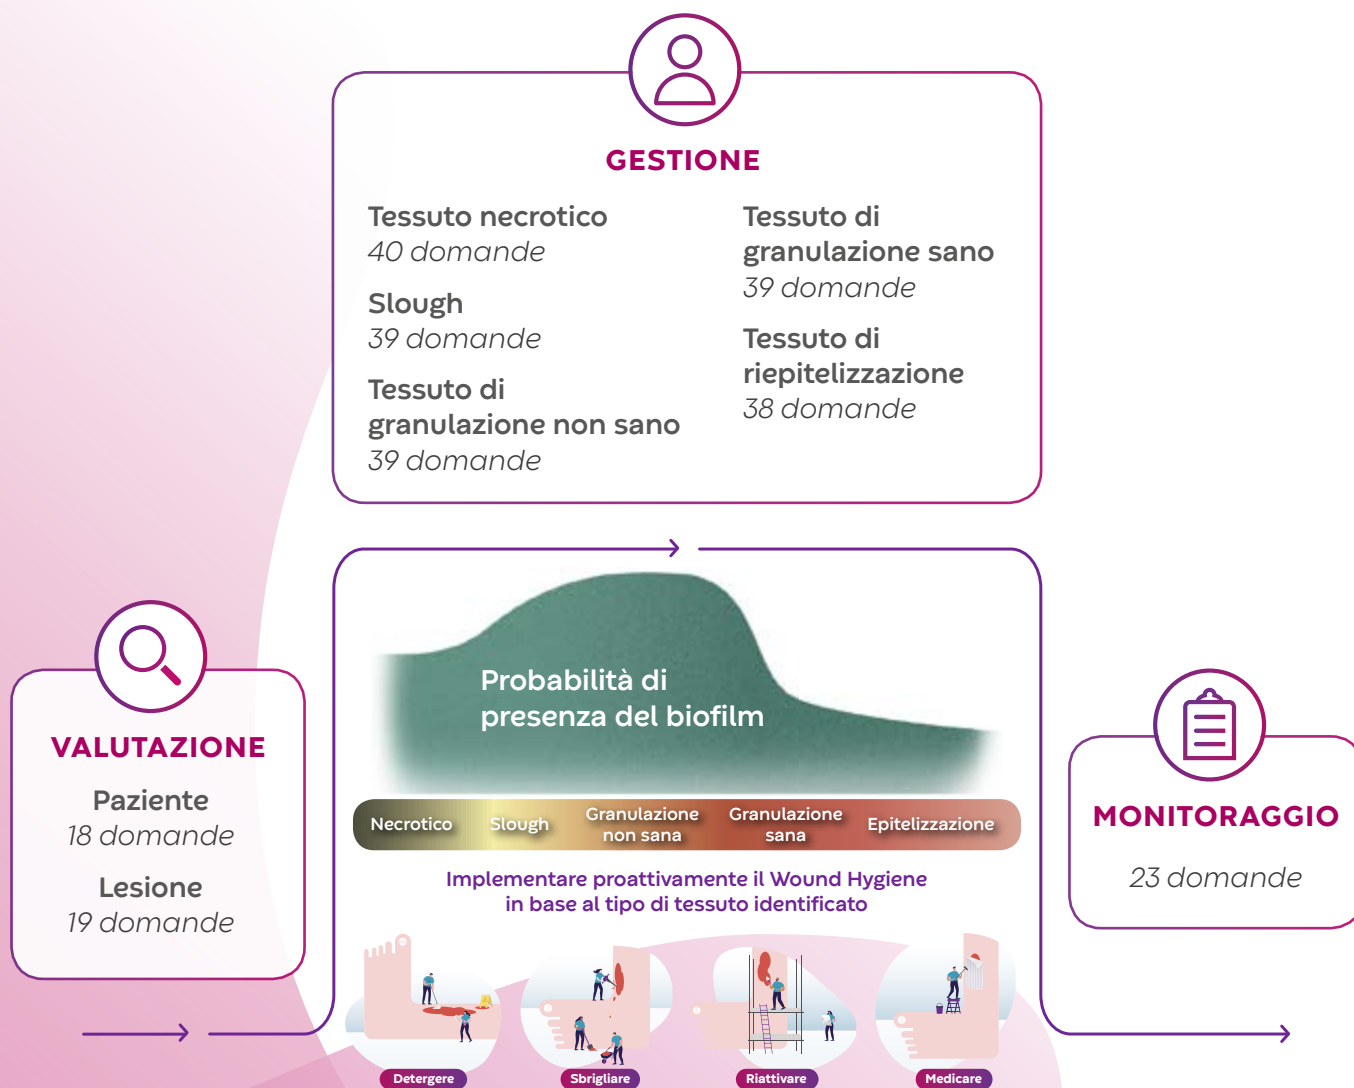 GESTIONE
Tessuto necrotico
40 domande
Slough
39 domande
Tessuto di
granulazione non sano
39 domande
Tessuto di
granulazione sano
39 domande
Tessuto di
riepitelizzazione
38 domande
VALUTAZIONE
Paziente
18 domande
Lesione
19 domande
Probabilità di
presenza del biofilm
Necrotico
Slough
Granulazione
non sana
Granulazione
sana
Epitelizzazione
Implementare proattivamente il Wound Hygiene
in base al tipo di tessuto identificato
Detergere
Sbrigliare
Riattivare
Medicare
MONITORAGGIO
23 domande